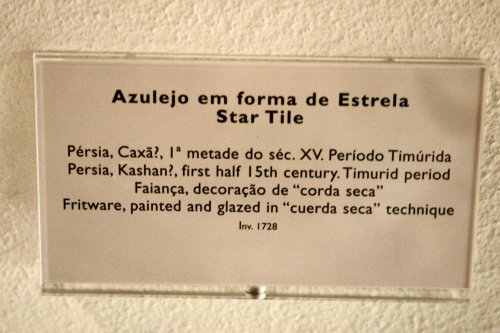 Azulejo em forma de Estrela
Star Tile
Pérsia, Caxã?, 1ª metade do séc. XV. Período Timúrida
Persia, Kashan?, first half 15th century. Timurid period
Faiança, decoração de “corda seca”
Fritware, painted and glazed in “cuerda seca” technique
Inv. 1728